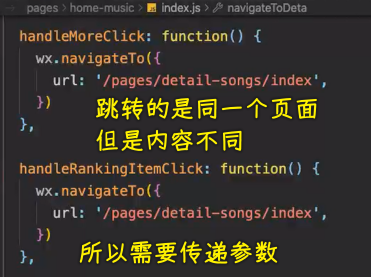 pages > home-music > JS index.js > navigateToDeta
handleMoreClick: function() {
wx.navigateTo({
url: '/pages/detail-songs/index',
})
},
跳转的是同一个页面
但是内容不同
handleRankingItemClick: function() {
wx.navigateTo({
url: '/pages/detail-songs/index',
})
},
所以需要传递参数